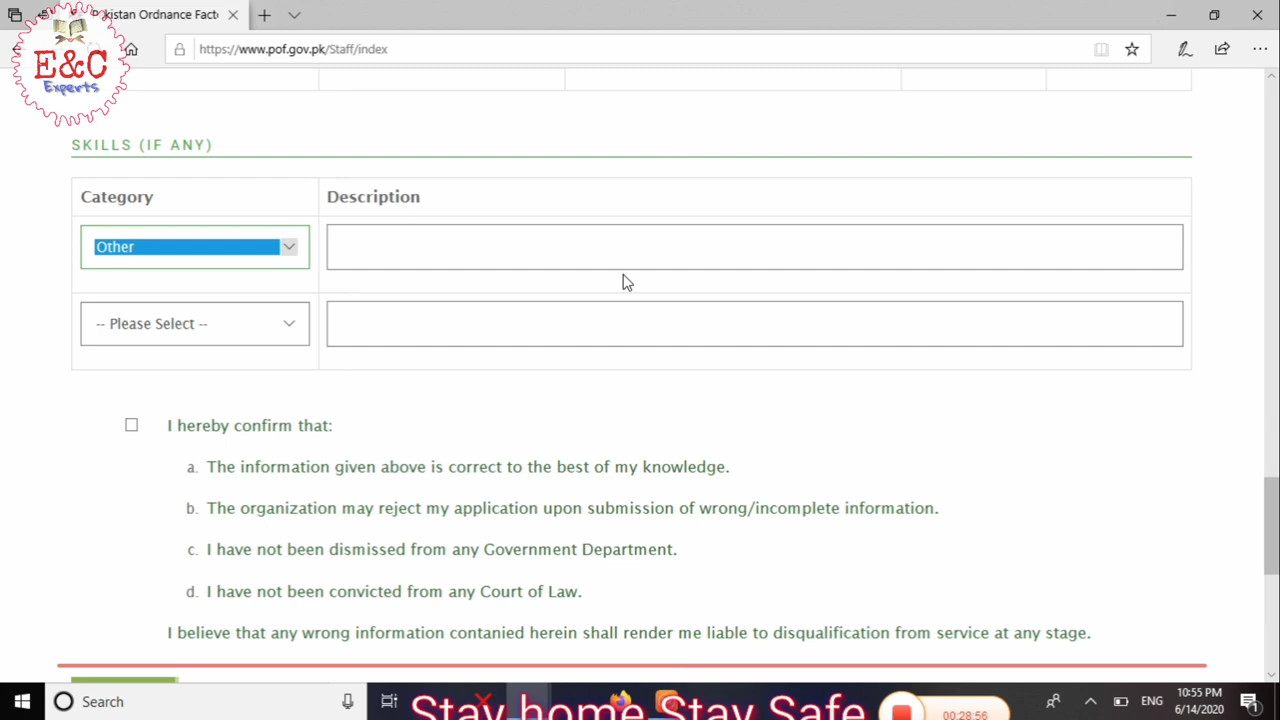 Pakistan Ordnance Facto
https://www.pof.gov.pk/Staff/index
E&C
Experts
SKILLS (IF ANY)
Category Description
Other
-- Please Select --
I hereby confirm that:
a. The information given above is correct to the best of my knowledge.
b. The organization may reject my application upon submission of wrong/incomplete information.
c. I have not been dismissed from any Government Department.
d. I have not been convicted from any Court of Law.
I believe that any wrong information contanied herein shall render me liable to disqualification from service at any stage.
Search
Stay home Stay Safe
00:28:56
ENG
10:55 PM
6/14/2020
1